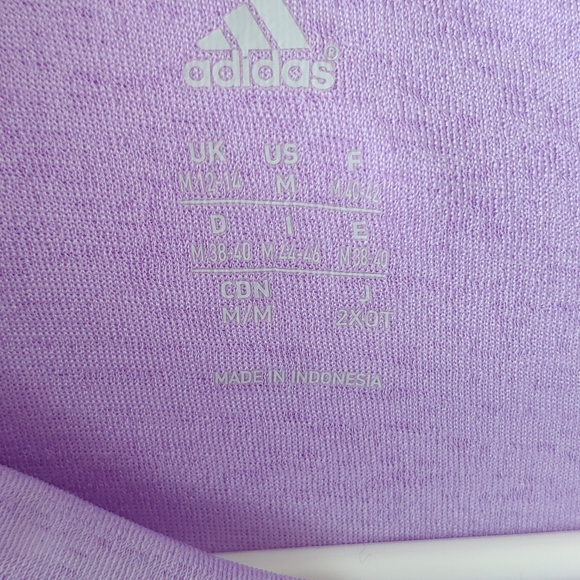 adidas®
UK US F
M 12-14 M M 40-42
D I E
M 38-40 M 44-46 M 38-40
CDN J
M/M 2XOT
MADE IN INDONESIA